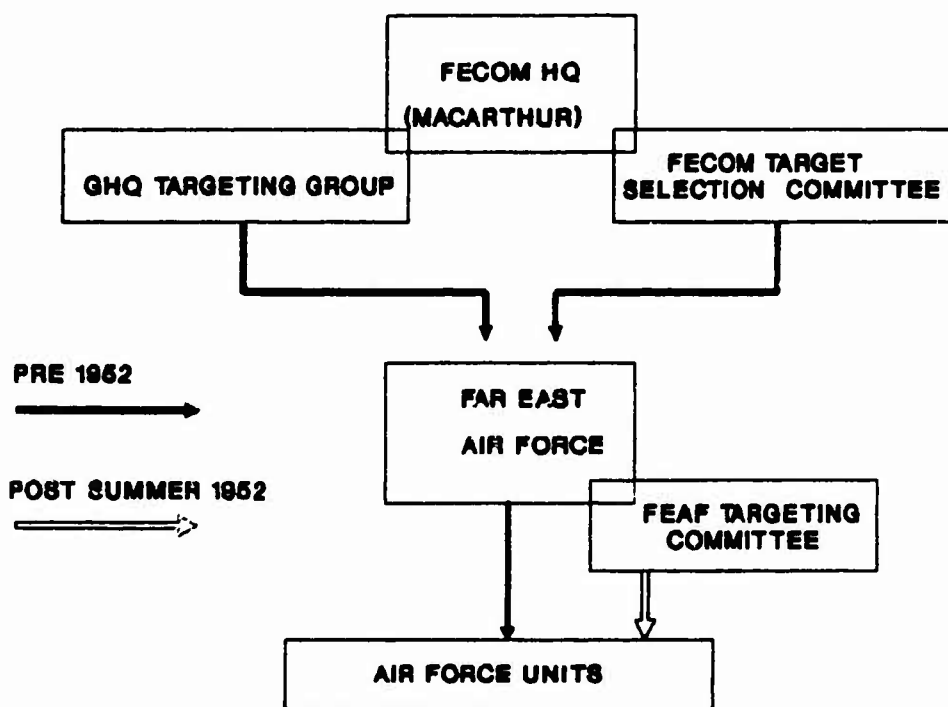 FECOM HQ
(MACARTHUR)
GHQ TARGETING GROUP
FECOM TARGET
SELECTION COMMITTEE
PRE 1952
FAR EAST
AIR FORCE
POST SUMMER 1952
FEAF TARGETING
COMMITTEE
AIR FORCE UNITS